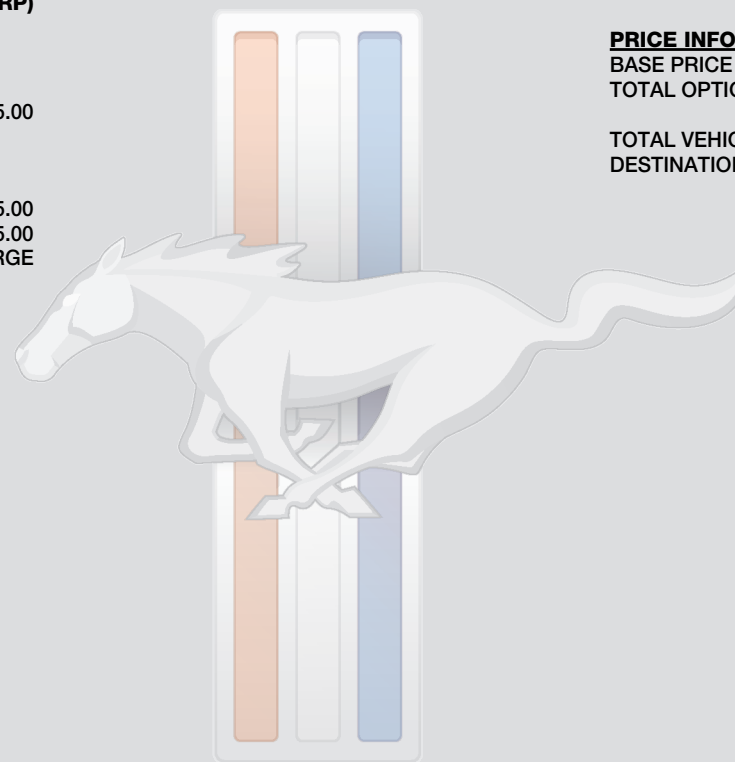 RP)
5.00
5.00
5.00
RGE
PRICE INFO
BASE PRICE
TOTAL OPTIO
TOTAL VEHIC
DESTINATION